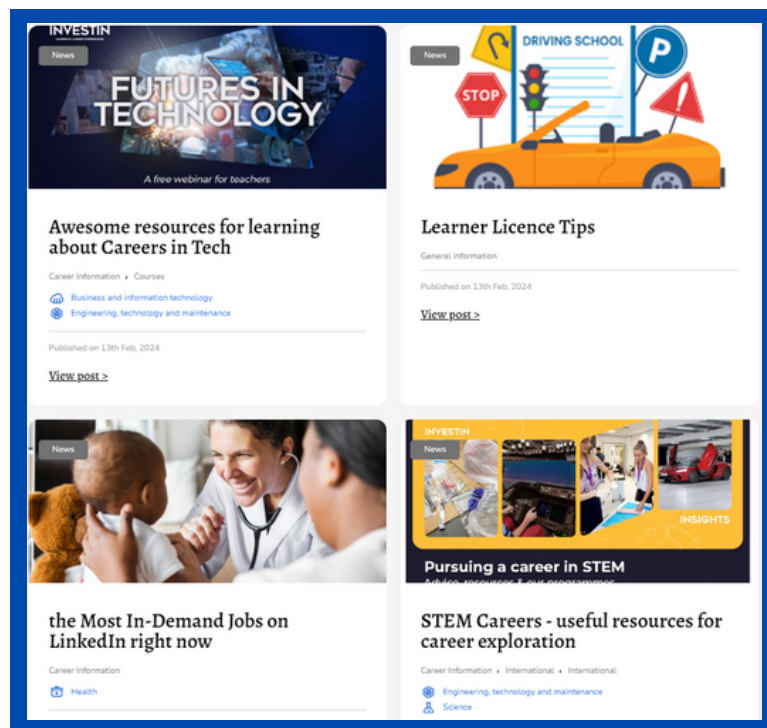 INVESTIN
News
FUTURES IN
TECHNOLOGY
A free webinar for teachers
Awesome resources for learning
about Careers in Tech
Career Information • Courses
Business and information technology
Engineering, technology and maintenance
Published on 13th Feb, 2024
View post >
News
DRIVING SCHOOL
P
STOP
Learner Licence Tips
General information
Published on 13th Feb, 2024
View post >
News
the Most In-Demand Jobs on
LinkedIn right now
Career Information
Health
INVESTIN
News
INSIGHTS
Pursuing a career in STEM
Advice, resources & our programmes
STEM Careers - useful resources for
career exploration
Career Information • International • International
Engineering, technology and maintenance
Science